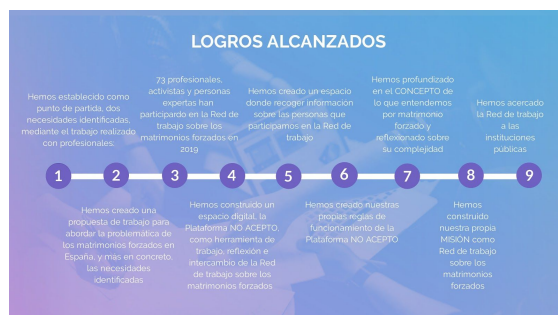 LOGROS ALCANZADOS
Hemos establecido como
punto de partida, dos
necesidades identificadas,
mediante el trabajo realizado
con profesionales:
1
Hemos creado una
propuesta de trabajo para
abordar la problemática de
los matrimonios forzados en
España, y más en concreto,
las necesidades
identificadas
2
73 profesionales,
activistas y personas
expertas han
participardo en la Red de
trabajo sobre los
matrimonios forzados en
2019
3
Hemos construido un
espacio digital, la
Plataforma NO ACEPTO,
como herramienta de
trabajo, reflexión e
intercambio de la Red
de trabajo sobre los
matrimonios forzados
4
Hemos creado un espacio
donde recoger información
sobre las personas que
participamos en la Red de
trabajo
5
Hemos creado nuestras
propias reglas de
funcionamiento de la
Plataforma NO ACEPTO
6
Hemos profundizado
en el CONCEPTO de
lo que entendemos
por matrimonio
forzado y
reflexionado sobre
su complejidad
7
Hemos
construido
nuestra propia
MISIÓN como
Red de trabajo
sobre los
matrimonios
forzados
8
Hemos acercado
la Red de trabajo
a las
instituciones
publicas
9